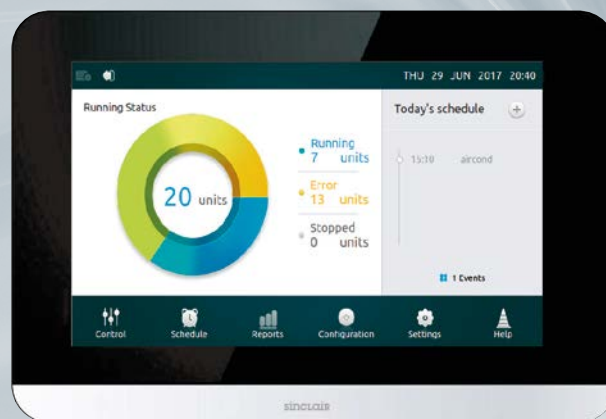 THU 29 JUN 2017 20:40
Running Status
20 units
Running
7 units
Error
13 units
Stopped
0 units
Today's schedule
15:10 aircond
1 Events
Control
Schedule
Reports
Configuration
Settings
Help
sinclair